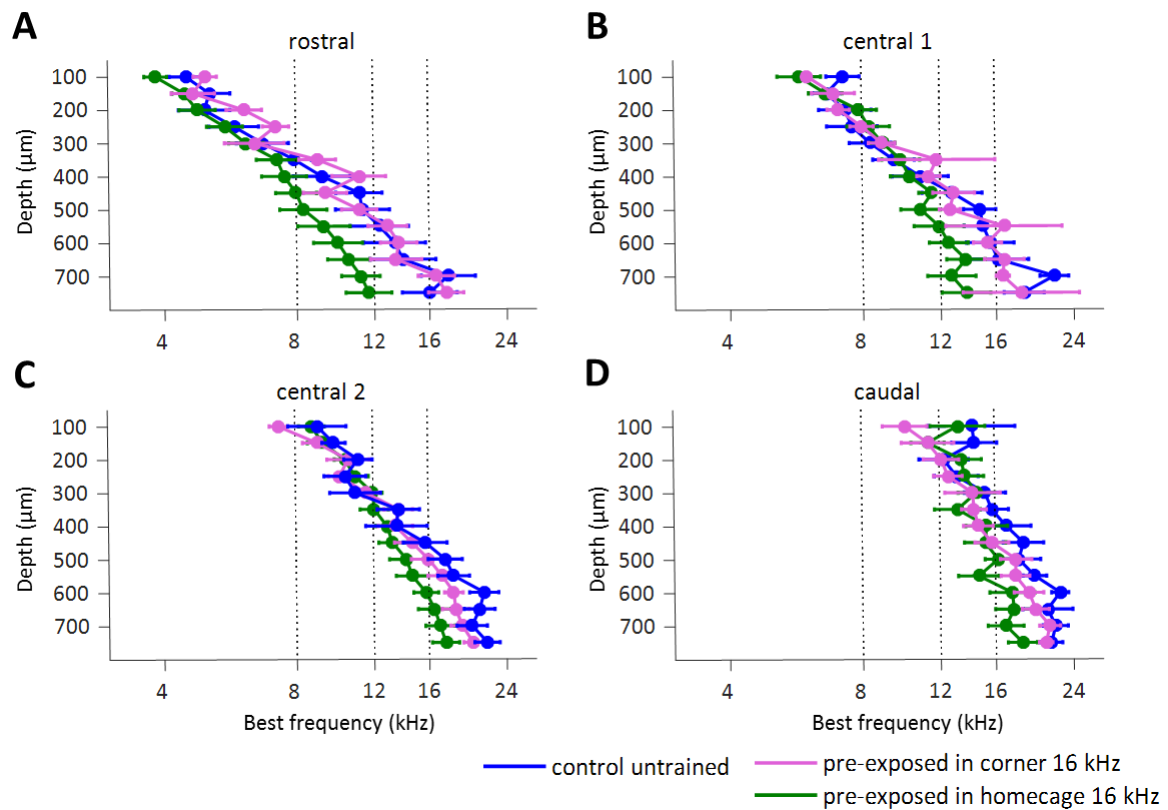 A
rostral
Depth (µm)
100
200
300
400
500
600
700
4 8 12 16 24
B
central 1
Depth (µm)
100
200
300
400
500
600
700
4 8 12 16 24
C
central 2
Depth (µm)
100
200
300
400
500
600
700
4 8 12 16 24
Best frequency (kHz)
D
caudal
Depth (µm)
100
200
300
400
500
600
700
4 8 12 16 24
Best frequency (kHz)
control untrained
pre-exposed in corner 16 kHz
pre-exposed in homecage 16 kHz